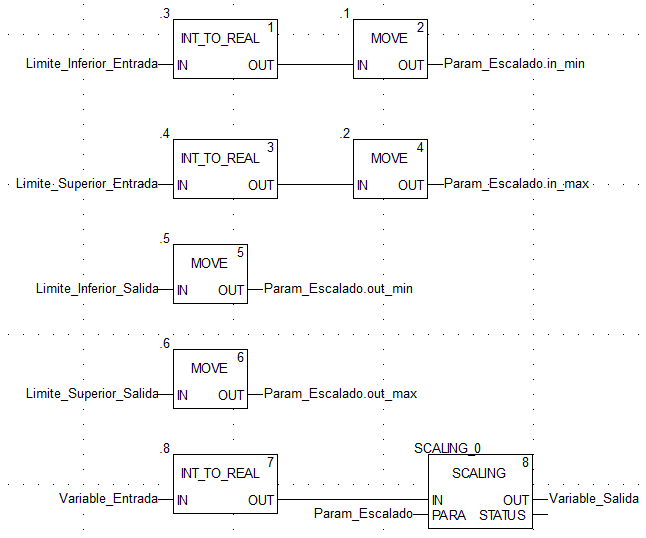 .3 .1
INT_TO_REAL 1 MOVE 2
Limite_Inferior_Entrada IN OUT IN OUT Param_Escalado.in_min
.4 .2
INT_TO_REAL 3 MOVE 4
Limite_Superior_Entrada IN OUT IN OUT Param_Escalado.in_max
.5
MOVE 5
Limite_Inferior_Salida IN OUT Param_Escalado.out_min
.6
MOVE 6
Limite_Superior_Salida IN OUT Param_Escalado.out_max
.8 SCALING_0
INT_TO_REAL 7 SCALING 8
Variable_Entrada IN OUT IN OUT Variable_Salida
Param_Escalado PARA STATUS